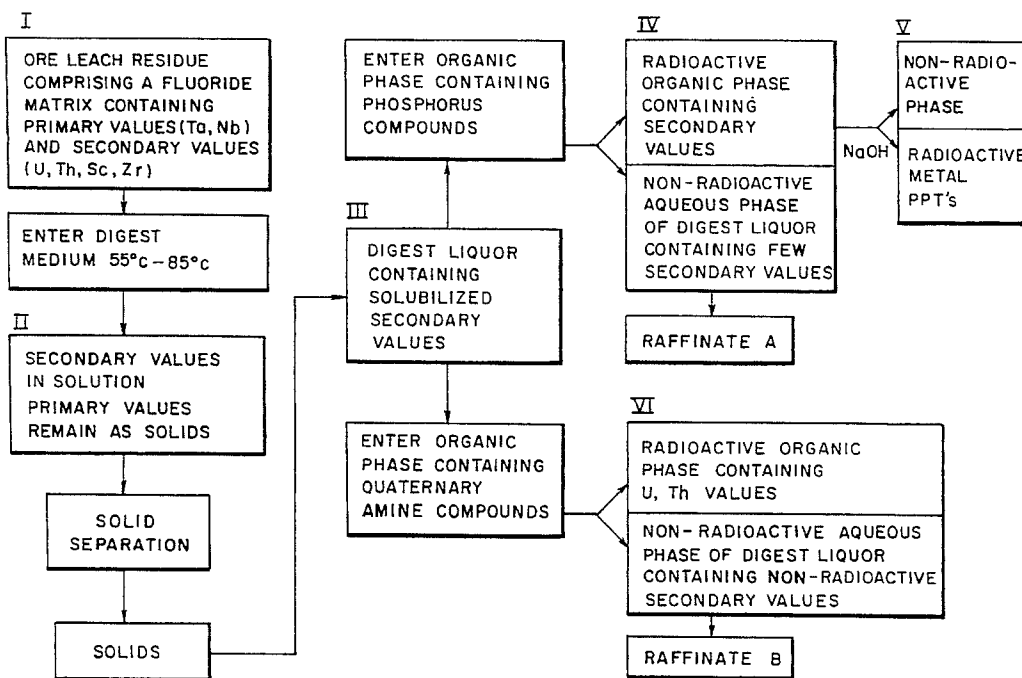 I
ORE LEACH RESIDUE
COMPRISING A FLUORIDE
MATRIX CONTAINING
PRIMARY VALUES (Ta, Nb)
AND SECONDARY VALUES
(U, Th, Sc, Zr)
ENTER DIGEST
MEDIUM 55°c – 85°c
II
SECONDARY VALUES
IN SOLUTION
PRIMARY VALUES
REMAIN AS SOLIDS
SOLID
SEPARATION
SOLIDS
III
DIGEST LIQUOR
CONTAINING
SOLUBILIZED
SECONDARY
VALUES
ENTER ORGANIC
PHASE CONTAINING
PHOSPHORUS
COMPOUNDS
IV
RADIOACTIVE
ORGANIC PHASE
CONTAINING
SECONDARY
VALUES
NON-RADIOACTIVE
AQUEOUS PHASE
OF DIGEST LIQUOR
CONTAINING FEW
SECONDARY VALUES
RAFFINATE A
NaOH
V
NON-RADIO-
ACTIVE
PHASE
RADIOACTIVE
METAL
PPT's
ENTER ORGANIC
PHASE CONTAINING
QUATERNARY
AMINE COMPOUNDS
VI
RADIOACTIVE ORGANIC
PHASE CONTAINING
U, Th VALUES
NON-RADIOACTIVE AQUEOUS
PHASE OF DIGEST LIQUOR
CONTAINING NON-RADIOACTIVE
SECONDARY VALUES
RAFFINATE B